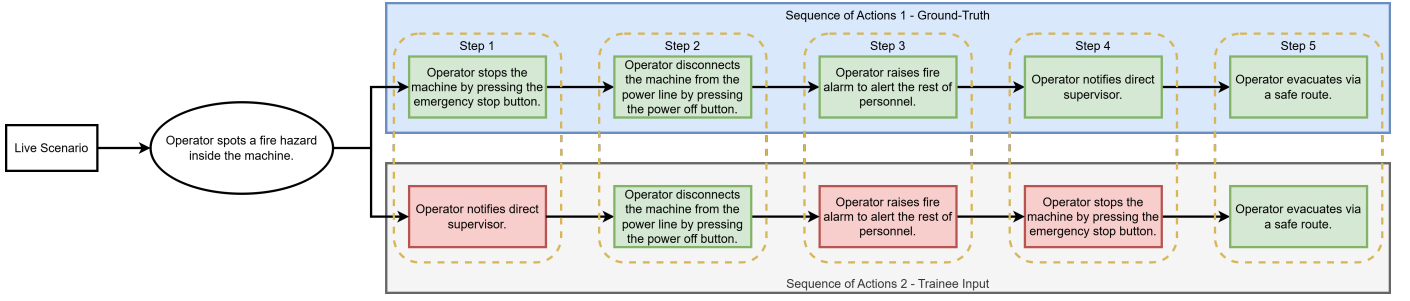 Sequence of Actions 1 - Ground-Truth
Step 1
Step 2
Step 3
Step 4
Step 5
Operator stops the
machine by pressing the
emergency stop button.
Operator disconnects
the machine from the
power line by pressing
the power off button.
Operator raises fire
alarm to alert the rest of
personnel.
Operator notifies direct
supervisor.
Operator evacuates via
a safe route.
Live Scenario
Operator spots a fire hazard
inside the machine.
Operator notifies direct
supervisor.
Operator disconnects
the machine from the
power line by pressing
the power off button.
Operator raises fire
alarm to alert the rest of
personnel.
Operator stops the
machine by pressing the
emergency stop button.
Operator evacuates via
a safe route.
Sequence of Actions 2 - Trainee Input